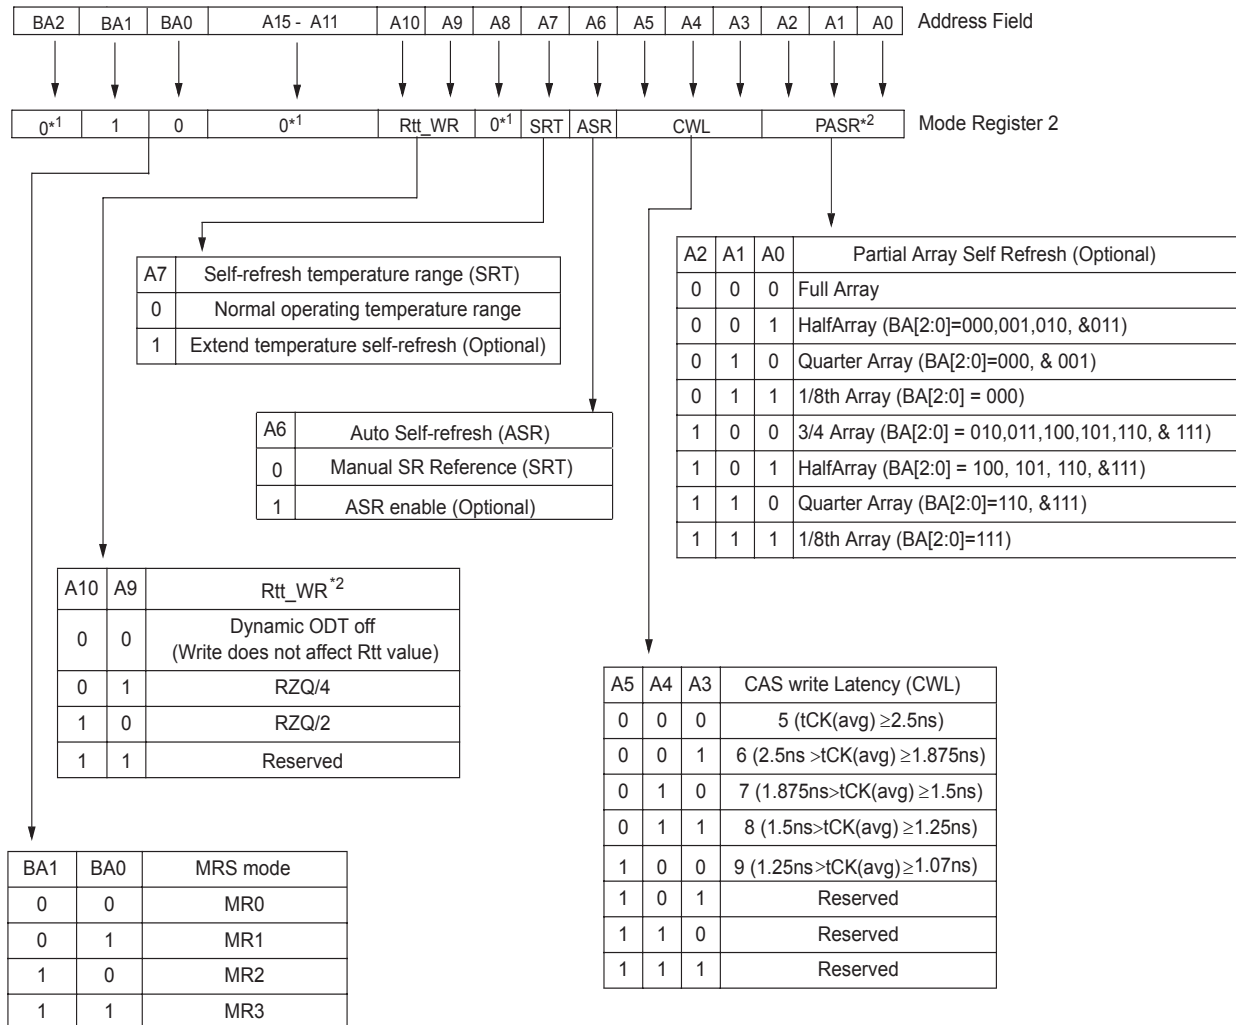 BA2 BA1 BA0 A15 - A11 A10 A9 A8 A7 A6 A5 A4 A3 A2 A1 A0 Address Field
0*1 1 0 0*1 Rtt_WR 0*1 SRT ASR CWL PASR*2 Mode Register 2
A7 Self-refresh temperature range (SRT)
0 Normal operating temperature range
1 Extend temperature self-refresh (Optional)
A2 A1 A0 Partial Array Self Refresh (Optional)
0 0 0 Full Array
0 0 1 HalfArray (BA[2:0]=000,001,010, &011)
0 1 0 Quarter Array (BA[2:0]=000, & 001)
0 1 1 1/8th Array (BA[2:0] = 000)
1 0 0 3/4 Array (BA[2:0] = 010,011,100,101,110, & 111)
1 0 1 HalfArray (BA[2:0] = 100, 101, 110, &111)
1 1 0 Quarter Array (BA[2:0]=110, &111)
1 1 1 1/8th Array (BA[2:0]=111)
A6 Auto Self-refresh (ASR)
0 Manual SR Reference (SRT)
1 ASR enable (Optional)
A10 A9 Rtt_WR*2
0 0 Dynamic ODT off
(Write does not affect Rtt value)
0 1 RZQ/4
1 0 RZQ/2
1 1 Reserved
A5 A4 A3 CAS write Latency (CWL)
0 0 0 5 (tCK(avg) ≥2.5ns)
0 0 1 6 (2.5ns >tCK(avg) ≥1.875ns)
0 1 0 7 (1.875ns>tCK(avg) ≥1.5ns)
0 1 1 8 (1.5ns>tCK(avg) ≥1.25ns)
1 0 0 9 (1.25ns>tCK(avg) ≥1.07ns)
1 0 1 Reserved
1 1 0 Reserved
1 1 1 Reserved
BA1 BA0 MRS mode
0 0 MR0
0 1 MR1
1 0 MR2
1 1 MR3